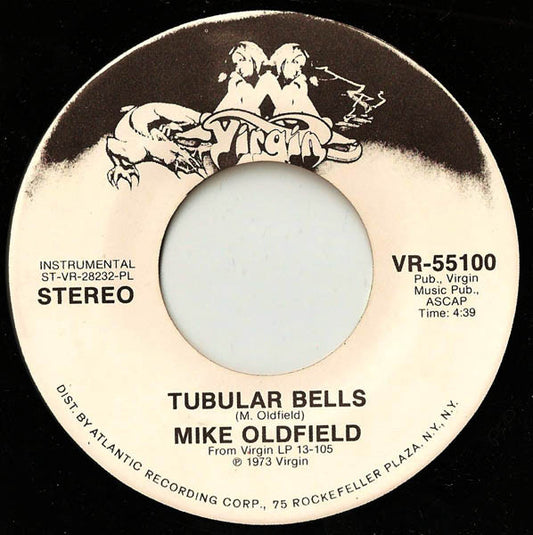 Virgin
INSTRUMENTAL
ST-VR-28232-PL
STEREO
VR-55100
Pub., Virgin
Music Pub.,
ASCAP
Time: 4:39
TUBULAR BELLS
(M. Oldfield)
MIKE OLDFIELD
From Virgin LP 13-105
℗ 1973 Virgin
DIST. BY ATLANTIC RECORDING CORP., 75 ROCKEFELLER PLAZA, N.Y., N.Y.